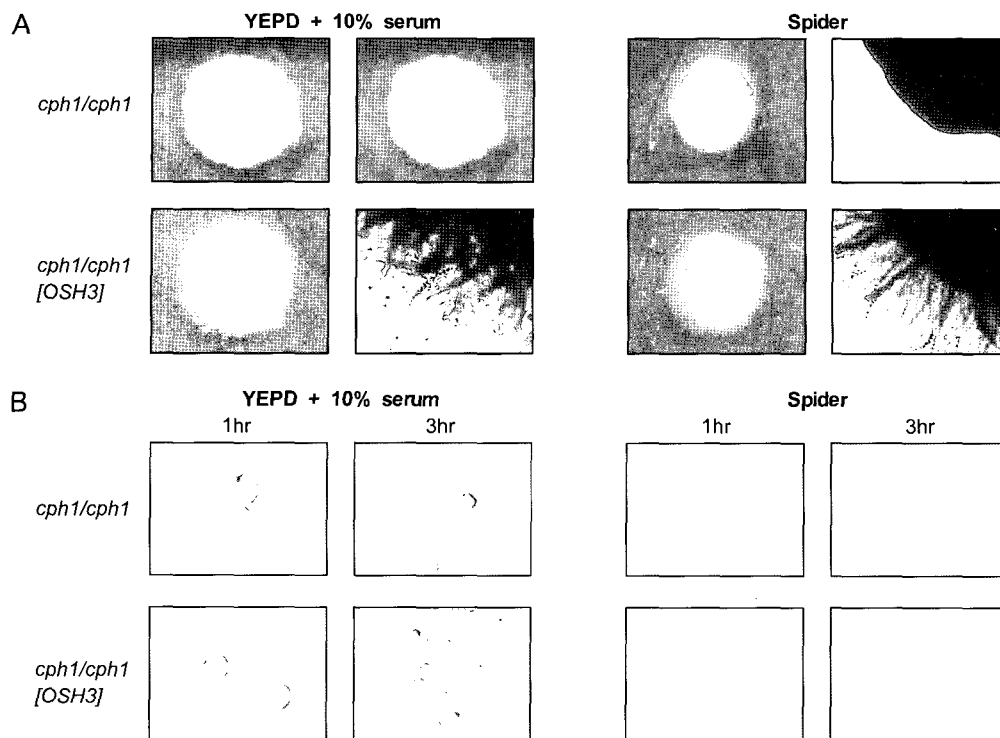 A
YEPD + 10% serum
Spider
cph1/cph1
cph1/cph1
[OSH3]
B
YEPD + 10% serum
Spider
1hr
3hr
1hr
3hr
cph1/cph1
cph1/cph1
[OSH3]